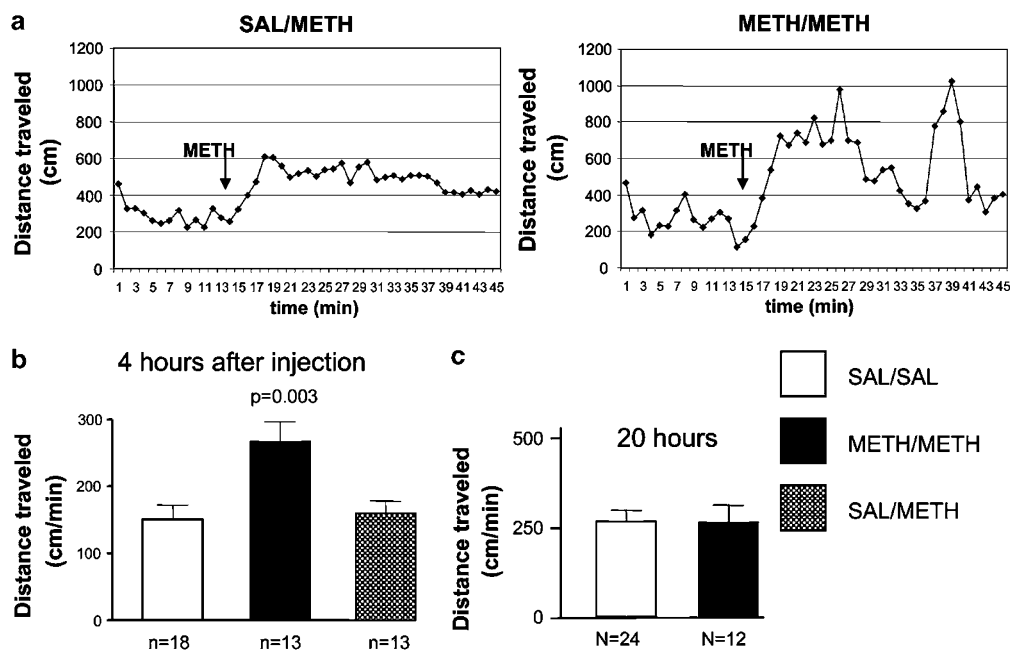 a
SAL/METH
METH/METH
Distance traveled
(cm)
1200
1000
800
600
400
200
0
METH
1 3 5 7 9 11 13 15 17 19 21 23 25 27 29 31 33 35 37 39 41 43 45
time (min)
Distance traveled
(cm)
1200
1000
800
600
400
200
0
METH
1 3 5 7 9 11 13 15 17 19 21 23 25 27 29 31 33 35 37 39 41 43 45
time (min)
b
4 hours after injection
p=0.003
Distance traveled
(cm/min)
300
200
100
0
n=18 n=13 n=13
c
20 hours
Distance traveled
(cm/min)
500
250
0
N=24 N=12
SAL/SAL
METH/METH
SAL/METH